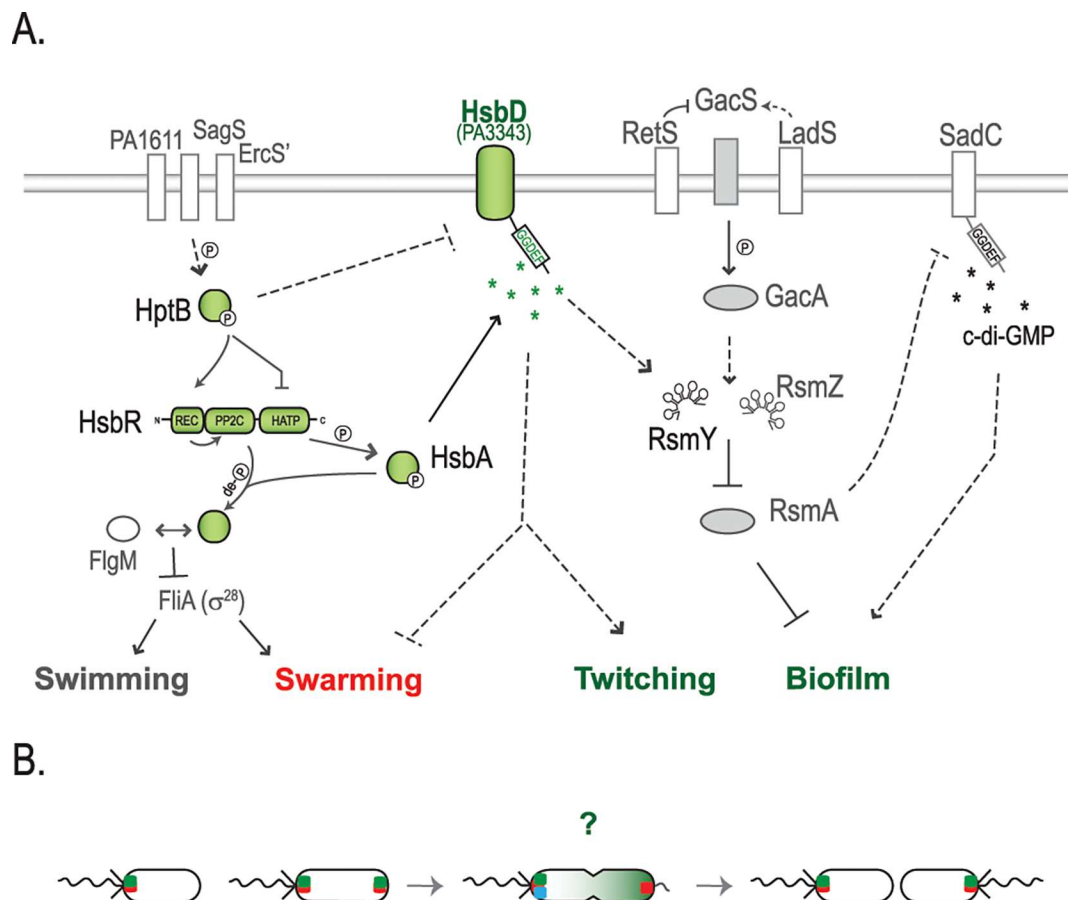 A.
HsbD
(PA3343)
GacS
PA1611
SagS
ErcS'
RetS
LadS
SadC
GGDEF
GGDEF
P
P
HptB
P
GacA
* * * * * *
* * * * *
c-di-GMP
RsmZ
RsmY
HsbR
N
REC
PP2C
HATP
C
P
HsbA
P
de-P
RsmA
FlgM
FliA (σ28)
Swimming
Swarming
Twitching
Biofilm
B.
?